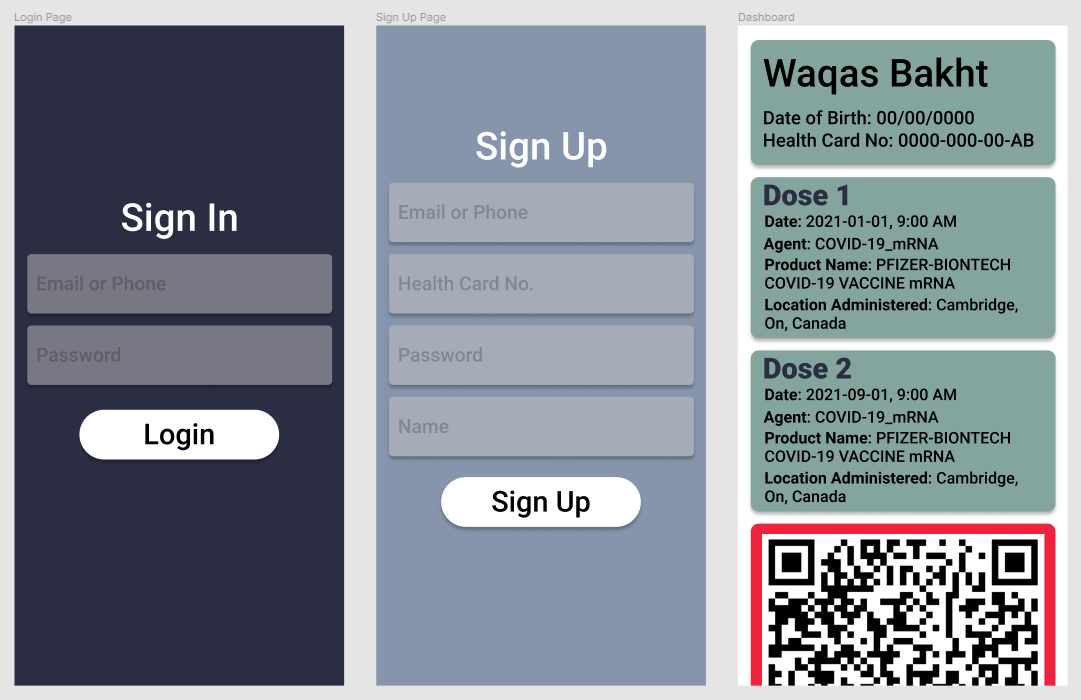 Login Page
Sign In
Email or Phone
Password
Login
Sign Up Page
Sign Up
Email or Phone
Health Card No.
Password
Name
Sign Up
Dashboard
Waqas Bakht
Date of Birth: 00/00/0000
Health Card No: 0000-000-00-AB
Dose 1
Date: 2021-01-01, 9:00 AM
Agent: COVID-19_mRNA
Product Name: PFIZER-BIONTECH
COVID-19 VACCINE mRNA
Location Administered: Cambridge,
On, Canada
Dose 2
Date: 2021-09-01, 9:00 AM
Agent: COVID-19_mRNA
Product Name: PFIZER-BIONTECH
COVID-19 VACCINE mRNA
Location Administered: Cambridge,
On, Canada